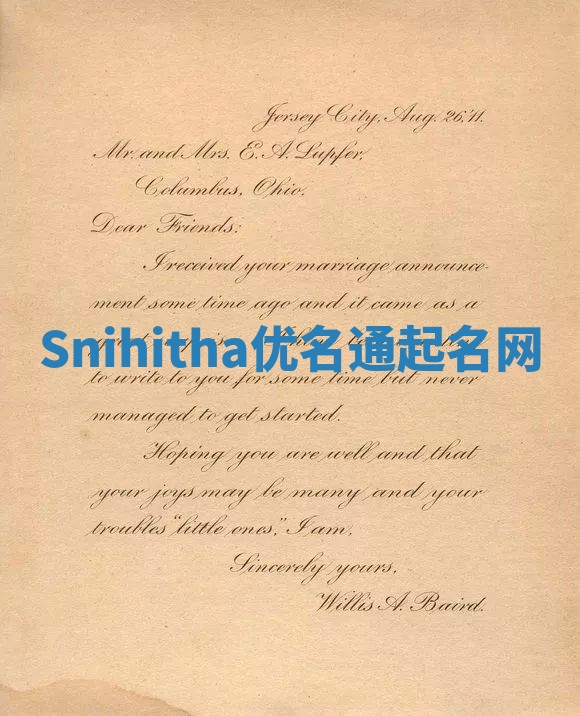 Jersey City, Aug. 26, '11.
Mr. and Mrs. E. A. Lupfer,
Columbus, Ohio.
Dear Friends:
I received your marriage announce-
ment some time ago and it came as a
Snihitha优名通起名网
to write to you for some time but never
managed to get started.
Hoping you are well and that
your joys may be many and your
troubles "little ones," I am,
Sincerely yours,
Willis A. Baird.